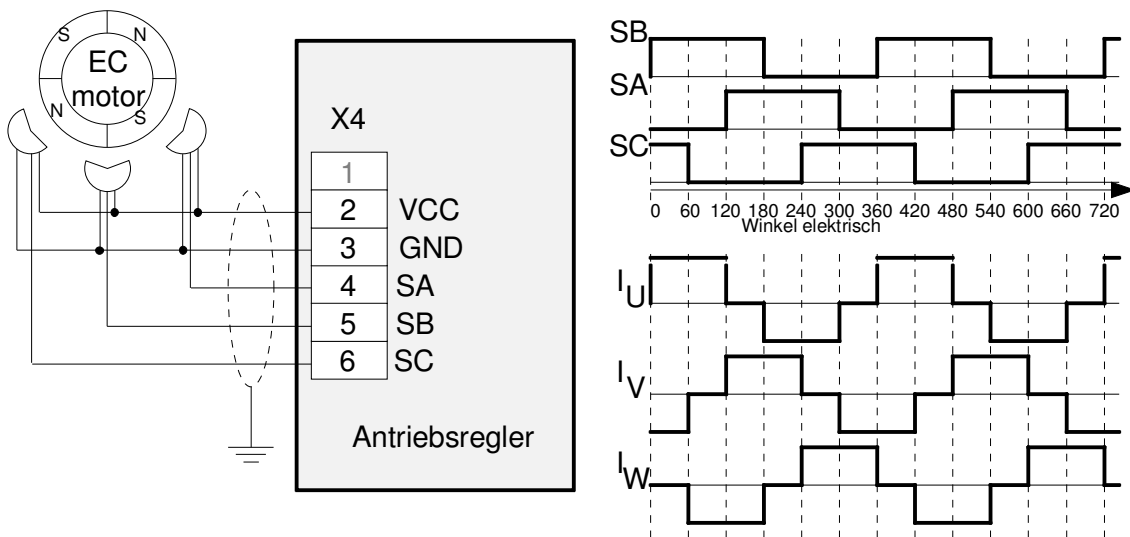 S
N
EC
motor
N
S
X4
1
2 VCC
3 GND
4 SA
5 SB
6 SC
Antriebsregler
SB
SA
SC
0 60 120 180 240 300 360 420 480 540 600 660 720
Winkel elektrisch
I U
I V
I W